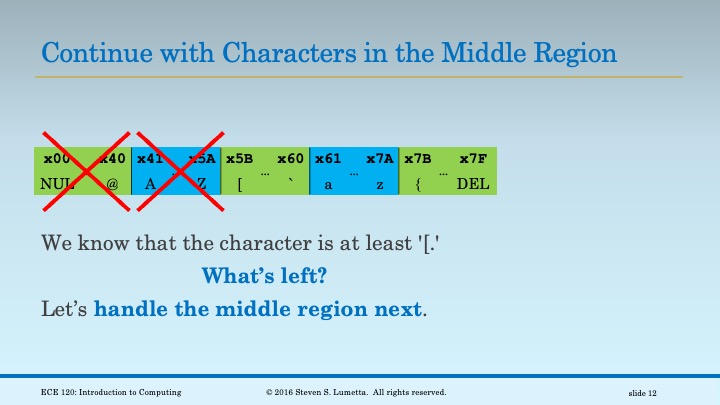 Continue with Characters in the Middle Region
x00 x40 x41 x5A x5B x60 x61 x7A x7B x7F
NUL @ A Z [ ... ` a ... z { ... DEL
We know that the character is at least '[.'
What's left?
Let's handle the middle region next.
ECE 120: Introduction to Computing © 2016 Steven S. Lumetta. All rights reserved. slide 12